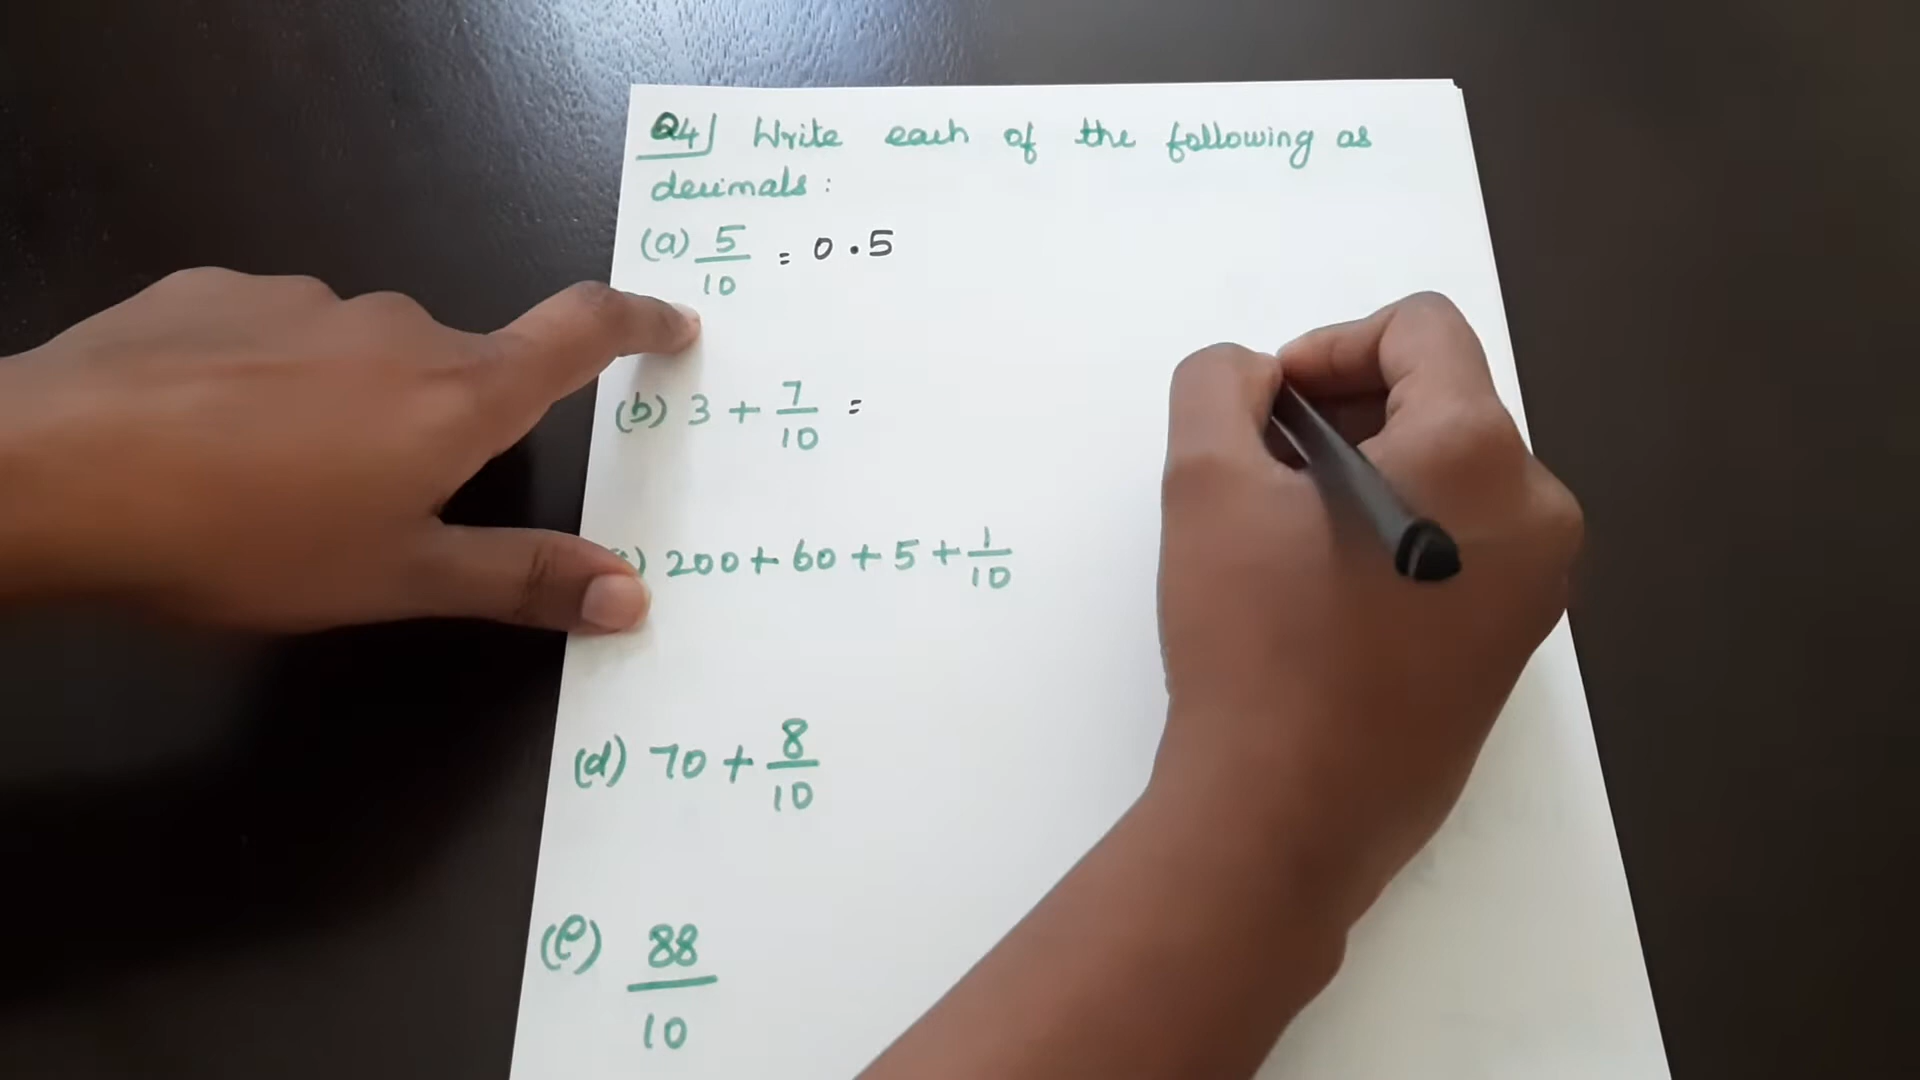 Q4) Write each of the following as
decimals:
(a) 5/10 = 0.5
(b) 3 + 7/10 =
) 200 + 60 + 5 + 1/10
(d) 70 + 8/10
(e) 88/10